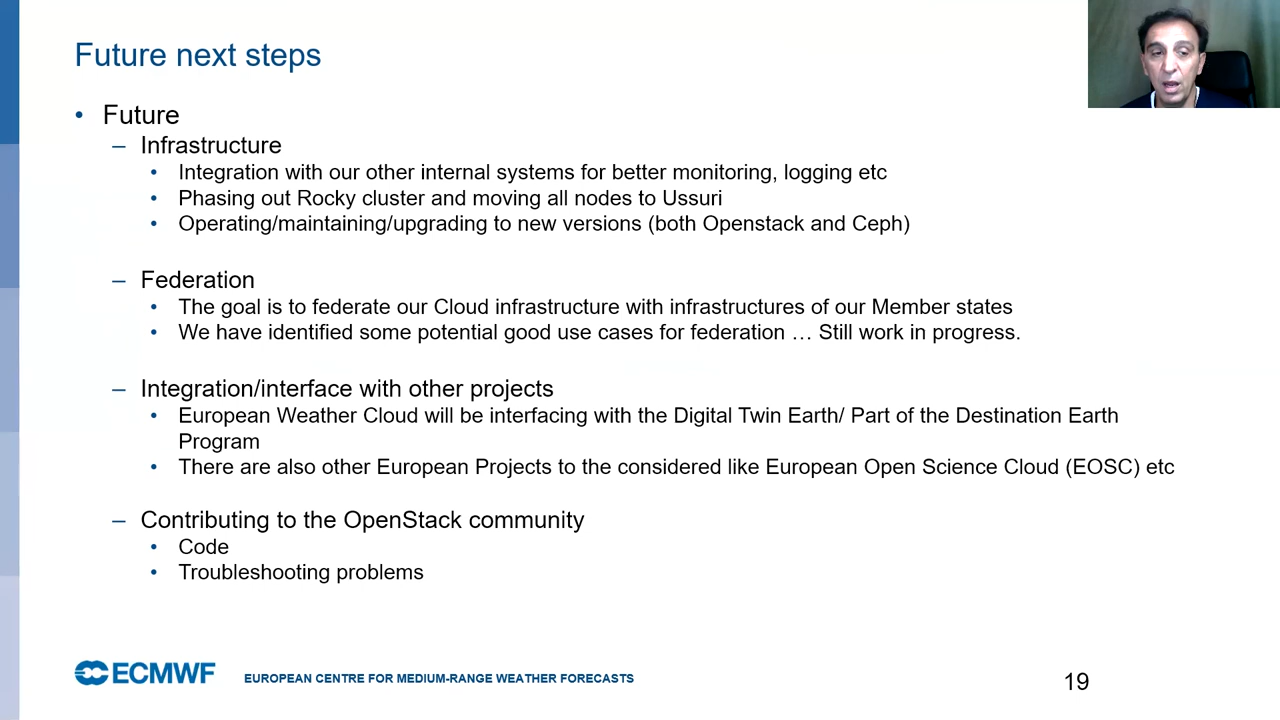 Future next steps
• Future
– Infrastructure
• Integration with our other internal systems for better monitoring, logging etc
• Phasing out Rocky cluster and moving all nodes to Ussuri
• Operating/maintaining/upgrading to new versions (both Openstack and Ceph)
– Federation
• The goal is to federate our Cloud infrastructure with infrastructures of our Member states
• We have identified some potential good use cases for federation … Still work in progress.
– Integration/interface with other projects
• European Weather Cloud will be interfacing with the Digital Twin Earth/ Part of the Destination Earth
Program
• There are also other European Projects to the considered like European Open Science Cloud (EOSC) etc
– Contributing to the OpenStack community
• Code
• Troubleshooting problems
ECMWF
EUROPEAN CENTRE FOR MEDIUM-RANGE WEATHER FORECASTS
19